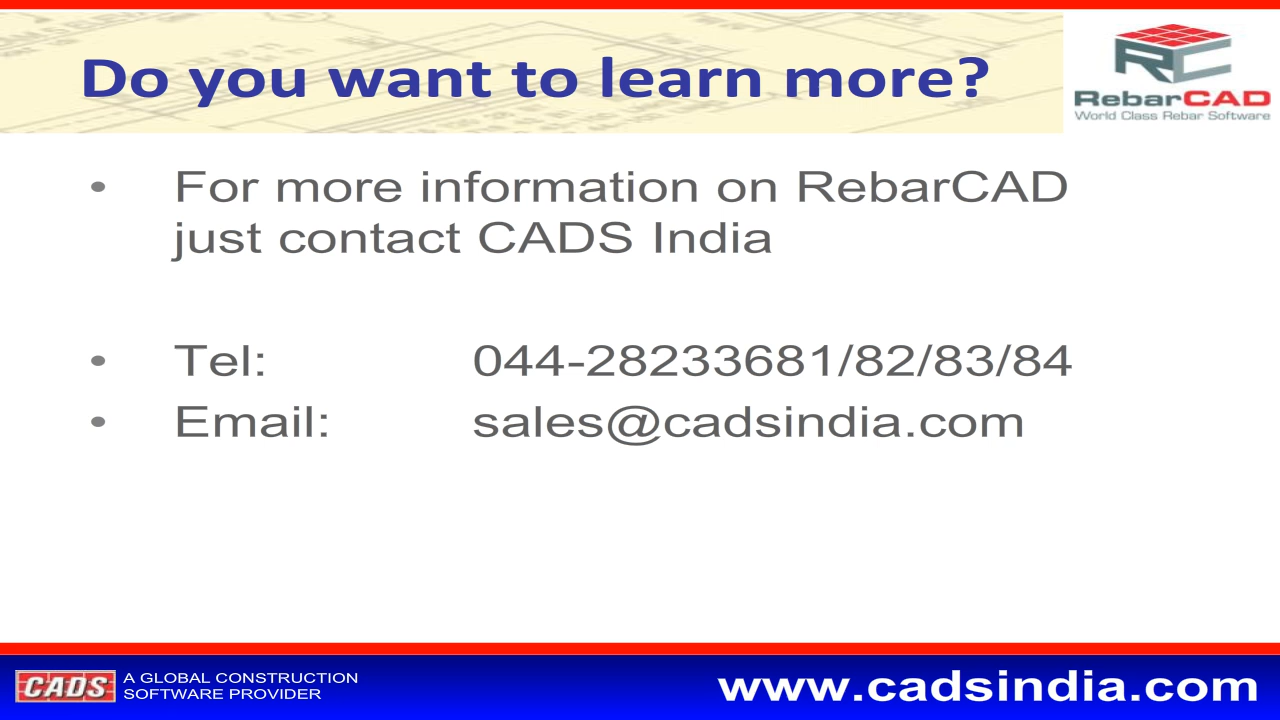 Do you want to learn more?
RC
RebarCAD
World Class Rebar Software
• For more information on RebarCAD
just contact CADS India
• Tel: 044-28233681/82/83/84
• Email: sales@cadsindia.com
CADS
A GLOBAL CONSTRUCTION
SOFTWARE PROVIDER
www.cadsindia.com